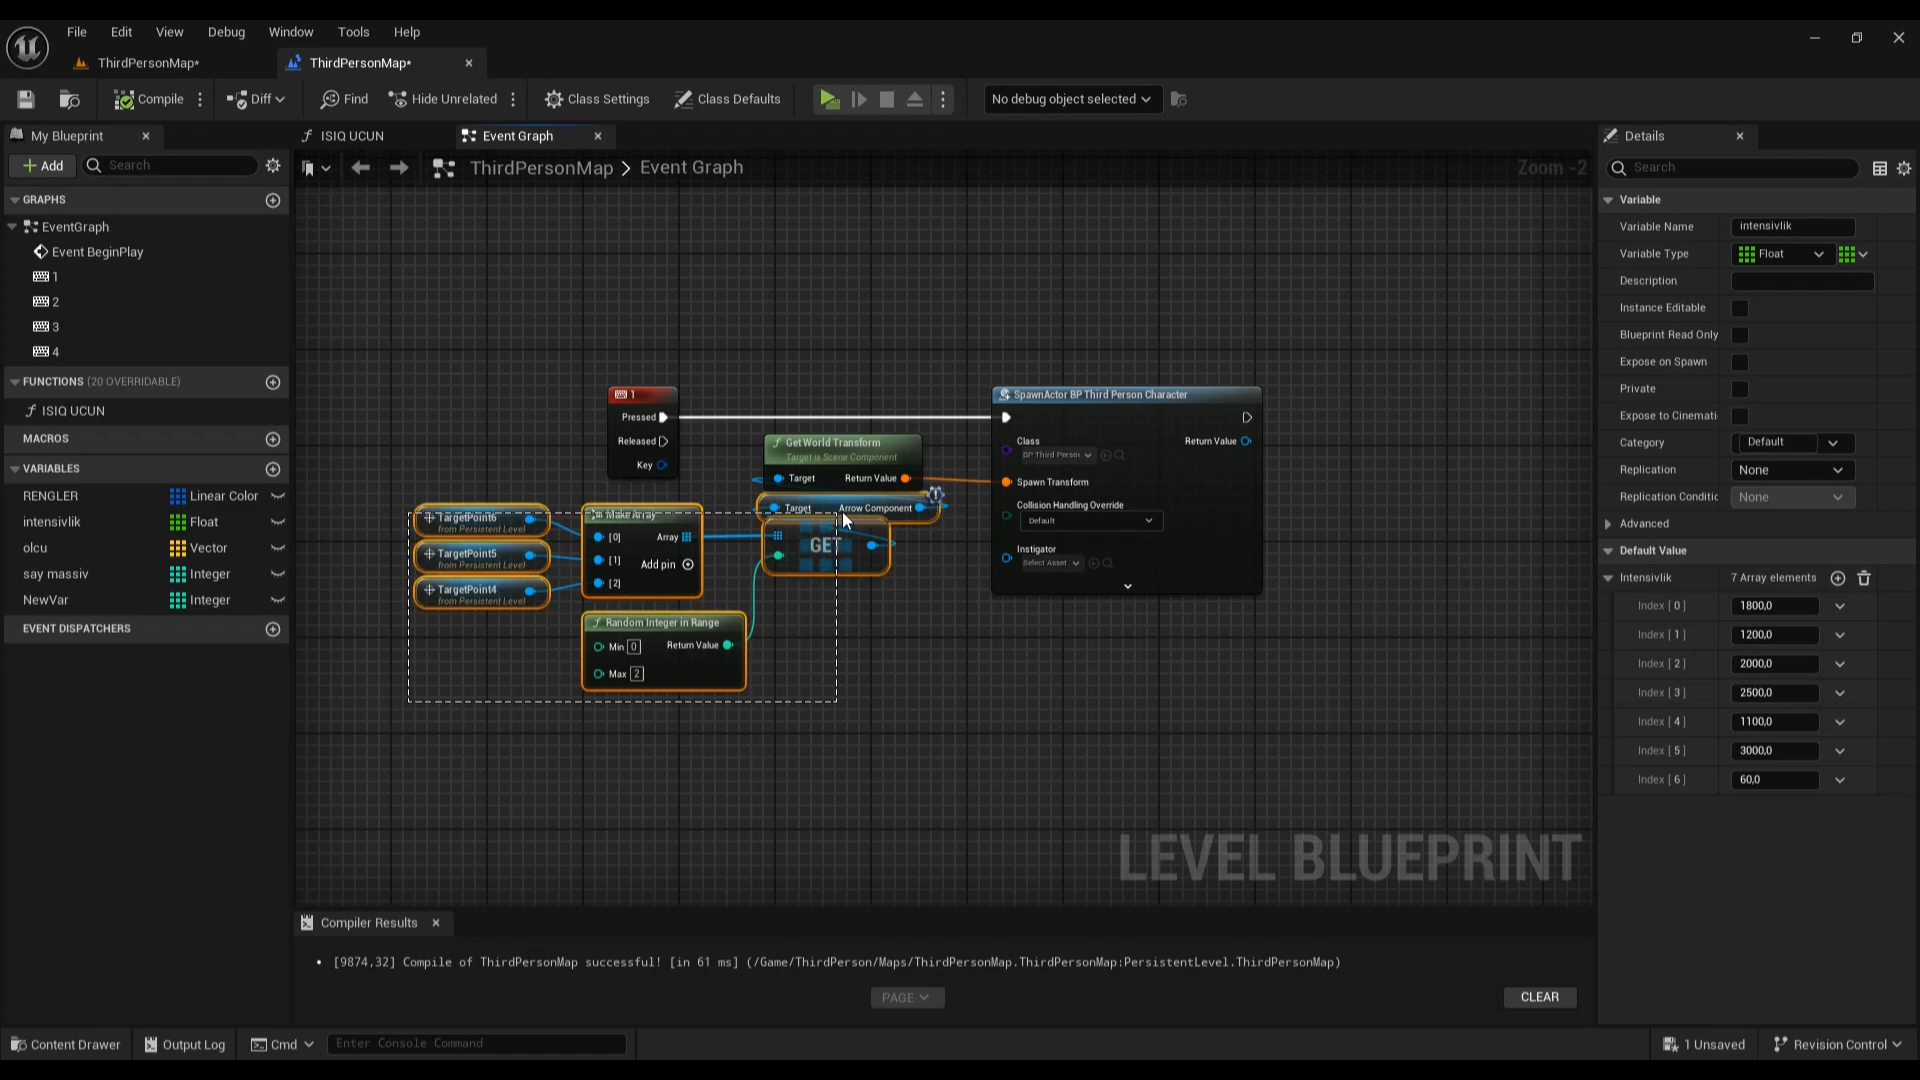 File Edit View Debug Window Tools Help
ThirdPersonMap*
ThirdPersonMap*
Compile
Diff
Find
Hide Unrelated
Class Settings
Class Defaults
No debug object selected
My Blueprint
ISIQ UCUN
Event Graph
Details
Add
Search
ThirdPersonMap > Event Graph
Zoom -2
Search
GRAPHS
EventGraph
Event BeginPlay
1
2
3
4
FUNCTIONS (20 OVERRIDABLE)
ISIQ UCUN
MACROS
VARIABLES
RENGLER Linear Color
intensivlik Float
olcu Vector
say massiv Integer
NewVar Integer
EVENT DISPATCHERS
1
Pressed
Released
Key
Get World Transform
Target is Scene Component
Target Return Value
Target Arrow Component
GET
TargetPoint6
from Persistent Level
TargetPoint5
from Persistent Level
TargetPoint4
from Persistent Level
Make Array
[0] Array
[1] Add pin
[2]
Random Integer in Range
Min 0 Return Value
Max 2
SpawnActor BP Third Person Character
Class Return Value
BP Third Persor
Spawn Transform
Collision Handling Override
Default
Instigator
Select Asset
LEVEL BLUEPRINT
Variable
Variable Name intensivlik
Variable Type Float
Description
Instance Editable
Blueprint Read Only
Expose on Spawn
Private
Expose to Cinemati
Category Default
Replication None
Replication Conditic None
Advanced
Default Value
Intensivlik 7 Array elements
Index [ 0 ] 1800,0
Index [ 1 ] 1200,0
Index [ 2 ] 2000,0
Index [ 3 ] 2500,0
Index [ 4 ] 1100,0
Index [ 5 ] 3000,0
Index [ 6 ] 60,0
Compiler Results
• [9874,32] Compile of ThirdPersonMap successful! [in 61 ms] (/Game/ThirdPerson/Maps/ThirdPersonMap.ThirdPersonMap:PersistentLevel.ThirdPersonMap)
PAGE
CLEAR
Content Drawer
Output Log
Cmd
Enter Console Command
1 Unsaved
Revision Control